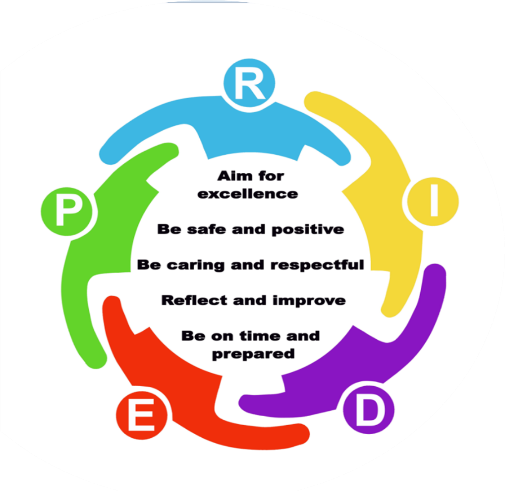 R
P
I
Aim for
excellence
Be safe and positive
Be caring and respectful
Reflect and improve
Be on time and
prepared
E
D